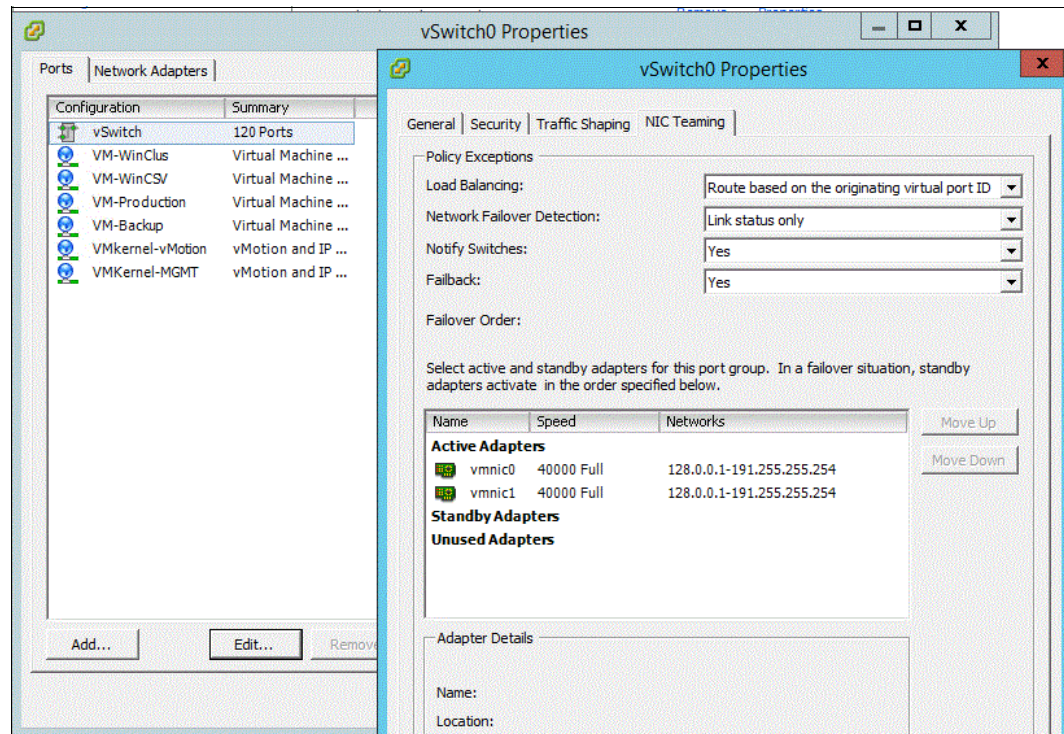 Remove Properties
vSwitch0 Properties
Ports Network Adapters
Configuration Summary
vSwitch 120 Ports
VM-WinClus Virtual Machine ...
VM-WinCSV Virtual Machine ...
VM-Production Virtual Machine ...
VM-Backup Virtual Machine ...
VMkernel-vMotion vMotion and IP ...
VMKernel-MGMT vMotion and IP ...
Add... Edit... Remove
vSwitch0 Properties
General Security Traffic Shaping NIC Teaming
Policy Exceptions
Load Balancing: Route based on the originating virtual port ID
Network Failover Detection: Link status only
Notify Switches: Yes
Failback: Yes
Failover Order:
Select active and standby adapters for this port group. In a failover situation, standby
adapters activate in the order specified below.
Name Speed Networks
Active Adapters
vmnic0 40000 Full 128.0.0.1-191.255.255.254
vmnic1 40000 Full 128.0.0.1-191.255.255.254
Standby Adapters
Unused Adapters
Move Up
Move Down
Adapter Details
Name:
Location: